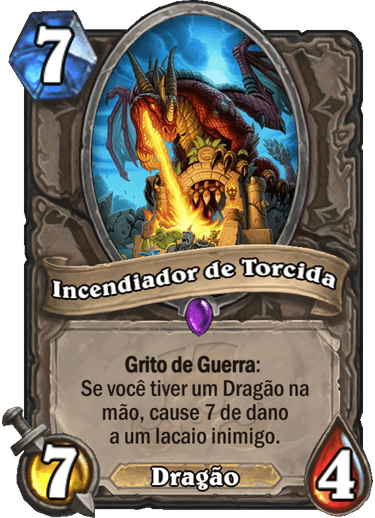 7
Incendiador de Torcida
Grito de Guerra:
Se você tiver um Dragão na
mão, cause 7 de dano
a um lacaio inimigo.
7
Dragão
4